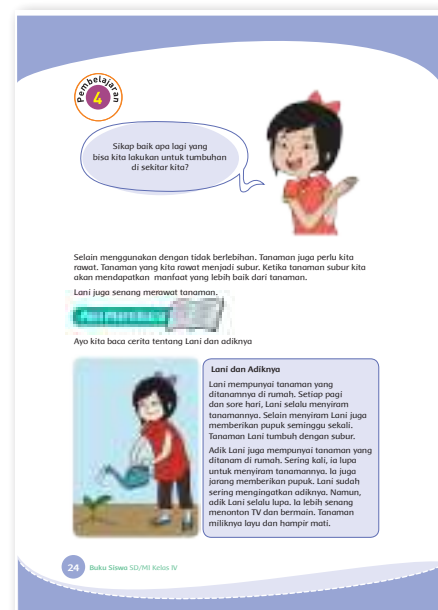 Pembelajaran
4
Sikap baik apa lagi yang
bisa kita lakukan untuk tumbuhan
di sekitar kita?
Selain menggunakan dengan tidak berlebihan. Tanaman juga perlu kita
rawat. Tanaman yang kita rawat menjadi subur. Ketika tanaman subur kita
akan mendapatkan manfaat yang lebih baik dari tanaman.
Lani juga senang merawat tanaman.
Ayo Membaca
Ayo kita baca cerita tentang Lani dan adiknya
Lani dan Adiknya
Lani mempunyai tanaman yang
ditanamnya di rumah. Setiap pagi
dan sore hari, Lani selalu menyiram
tanamannya. Selain menyiram Lani juga
memberikan pupuk seminggu sekali.
Tanaman Lani tumbuh dengan subur.
Adik Lani juga mempunyai tanaman yang
ditanam di rumah. Sering kali, ia lupa
untuk menyiram tanamannya. Ia juga
jarang memberikan pupuk. Lani sudah
sering mengingatkan adiknya. Namun,
adik Lani selalu lupa. Ia lebih senang
menonton TV dan bermain. Tanaman
miliknya layu dan hampir mati.
24 Buku Siswa SD/MI Kelas IV